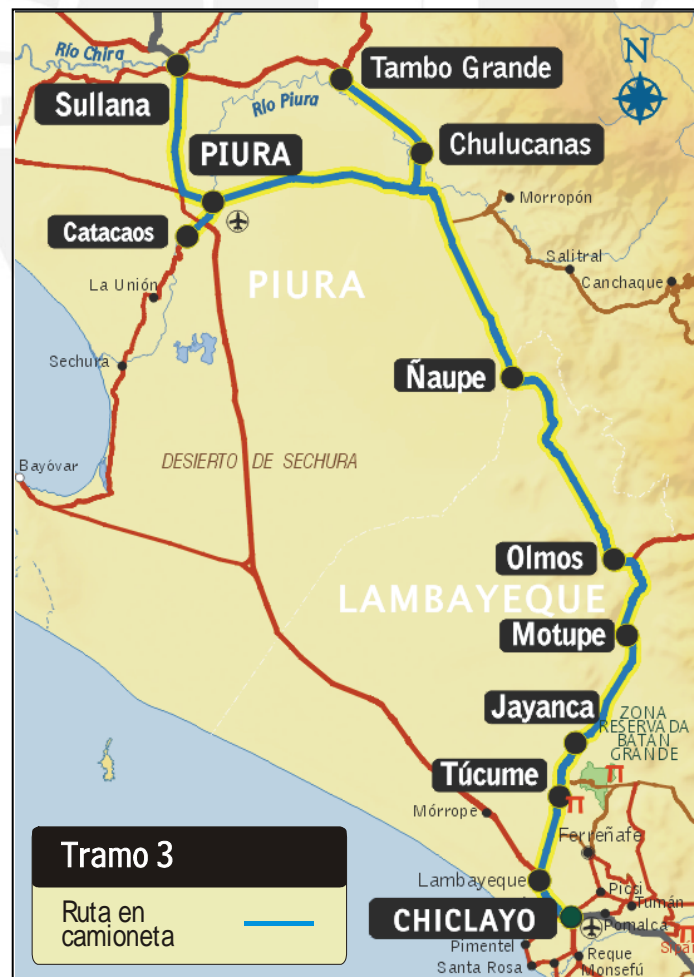 Río Chira
N
Tambo Grande
Sullana
Río Piura
Chulucanas
PIURA
Morropón
Catacaos
Salitral
La Unión
PIURA
Canchaque
Sechura
Ñaupe
Bayóvar
DESIERTO DE SECHURA
Olmos
LAMBAYEQUE
Motupe
Jayanca
ZONA
RESERVADA
BATÁN
GRANDE
Túcume
Mórrope
Ferreñafe
Tramo 3
Lambayeque
Picsi
Tumán
Ruta en
camioneta
CHICLAYO
Pomalca
Pimentel
Reque
Santa Rosa
Monsefú